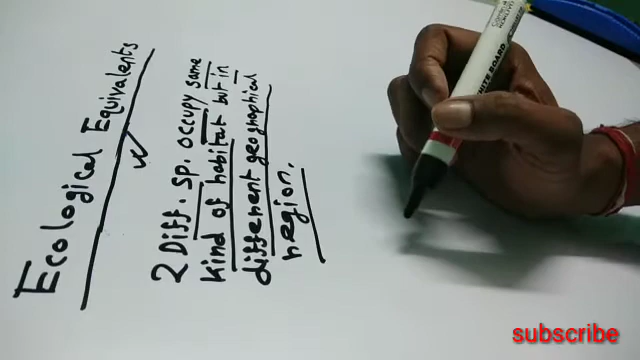 Ecological Equivalents
2 Diff. sp. occupy same
kind of habitat but in
different geographical
region.
WHITE BOARD
subscribe